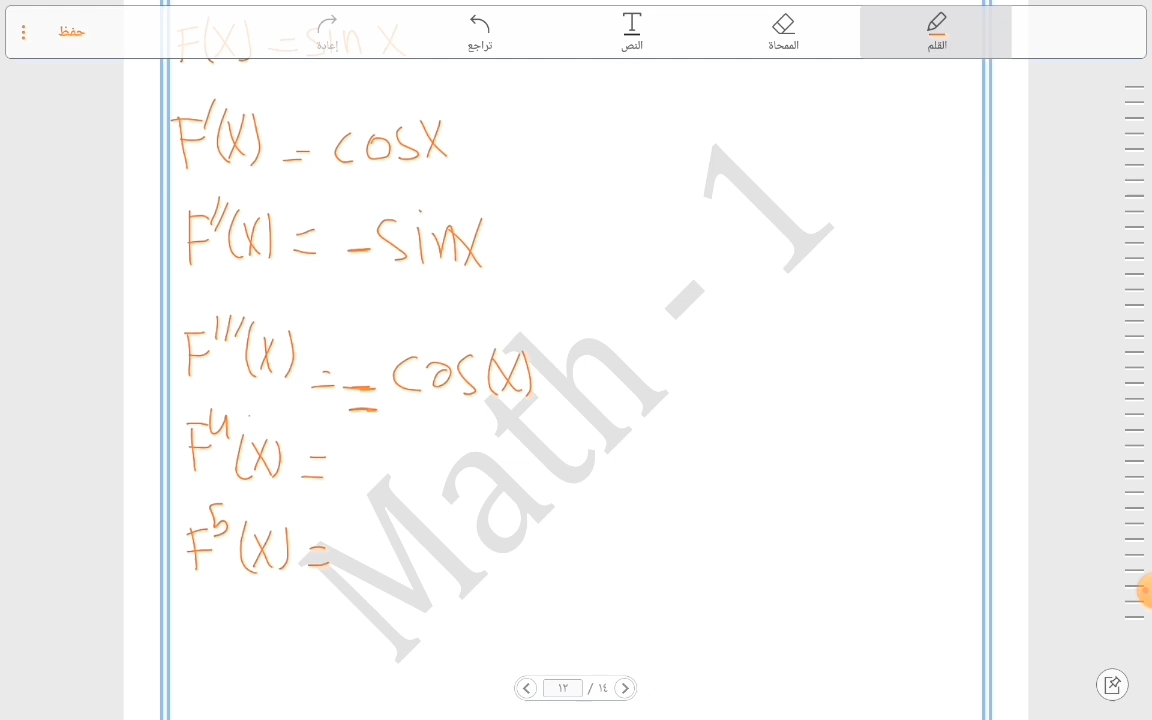 حفظ
إعادة
تراجع
النص
الممحاة
القلم
F(X) = sin X
F'(X) = cosX
F''(X) = -sinX
F'''(X) = - cos(X)
F⁴(X) =
F⁵(X) =
Math - 1
١٢ / ١٤